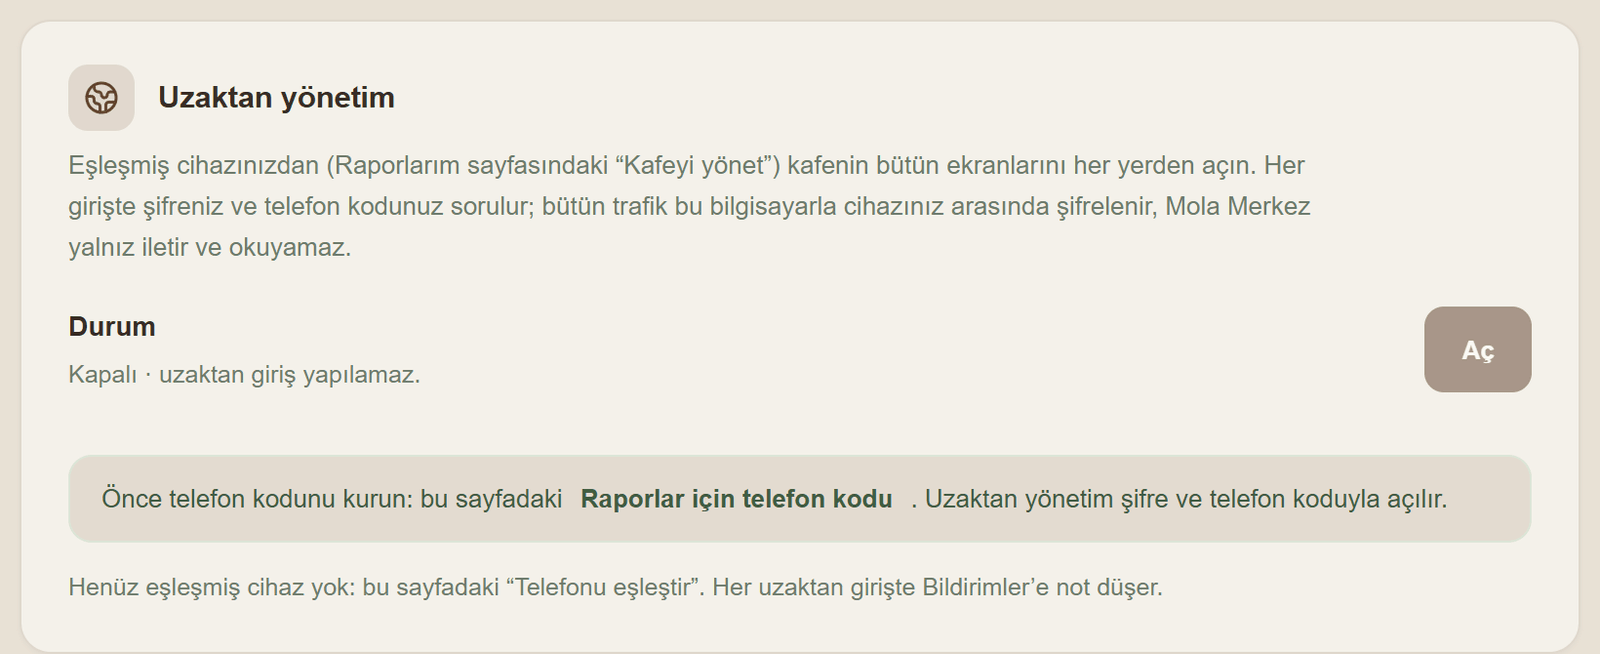 Uzaktan yönetim
Eşleşmiş cihazınızdan (Raporlarım sayfasındaki “Kafeyi yönet”) kafenin bütün ekranlarını her yerden açın. Her
girişte şifreniz ve telefon kodunuz sorulur; bütün trafik bu bilgisayarla cihazınız arasında şifrelenir, Mola Merkez
yalnız iletir ve okuyamaz.
Durum
Kapalı · uzaktan giriş yapılamaz.
Aç
Önce telefon kodunu kurun: bu sayfadaki Raporlar için telefon kodu . Uzaktan yönetim şifre ve telefon koduyla açılır.
Henüz eşleşmiş cihaz yok: bu sayfadaki “Telefonu eşleştir”. Her uzaktan girişte Bildirimler’e not düşer.